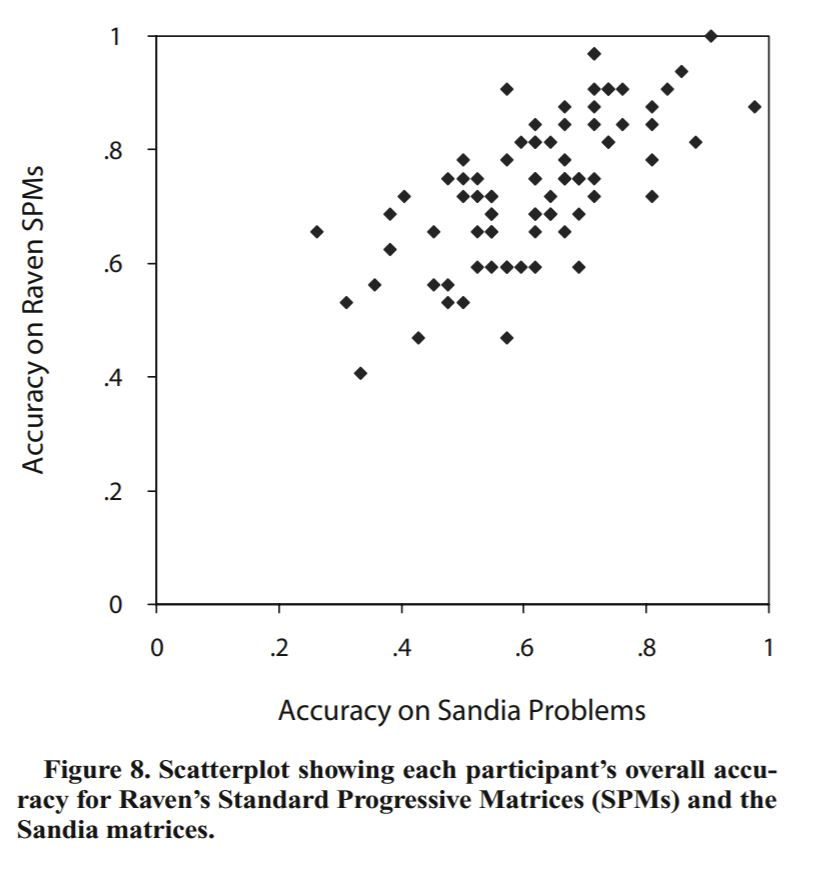 1
.8
.6
.4
.2
0
Accuracy on Raven SPMs
0 .2 .4 .6 .8 1
Accuracy on Sandia Problems
Figure 8. Scatterplot showing each participant's overall accu-
racy for Raven's Standard Progressive Matrices (SPMs) and the
Sandia matrices.